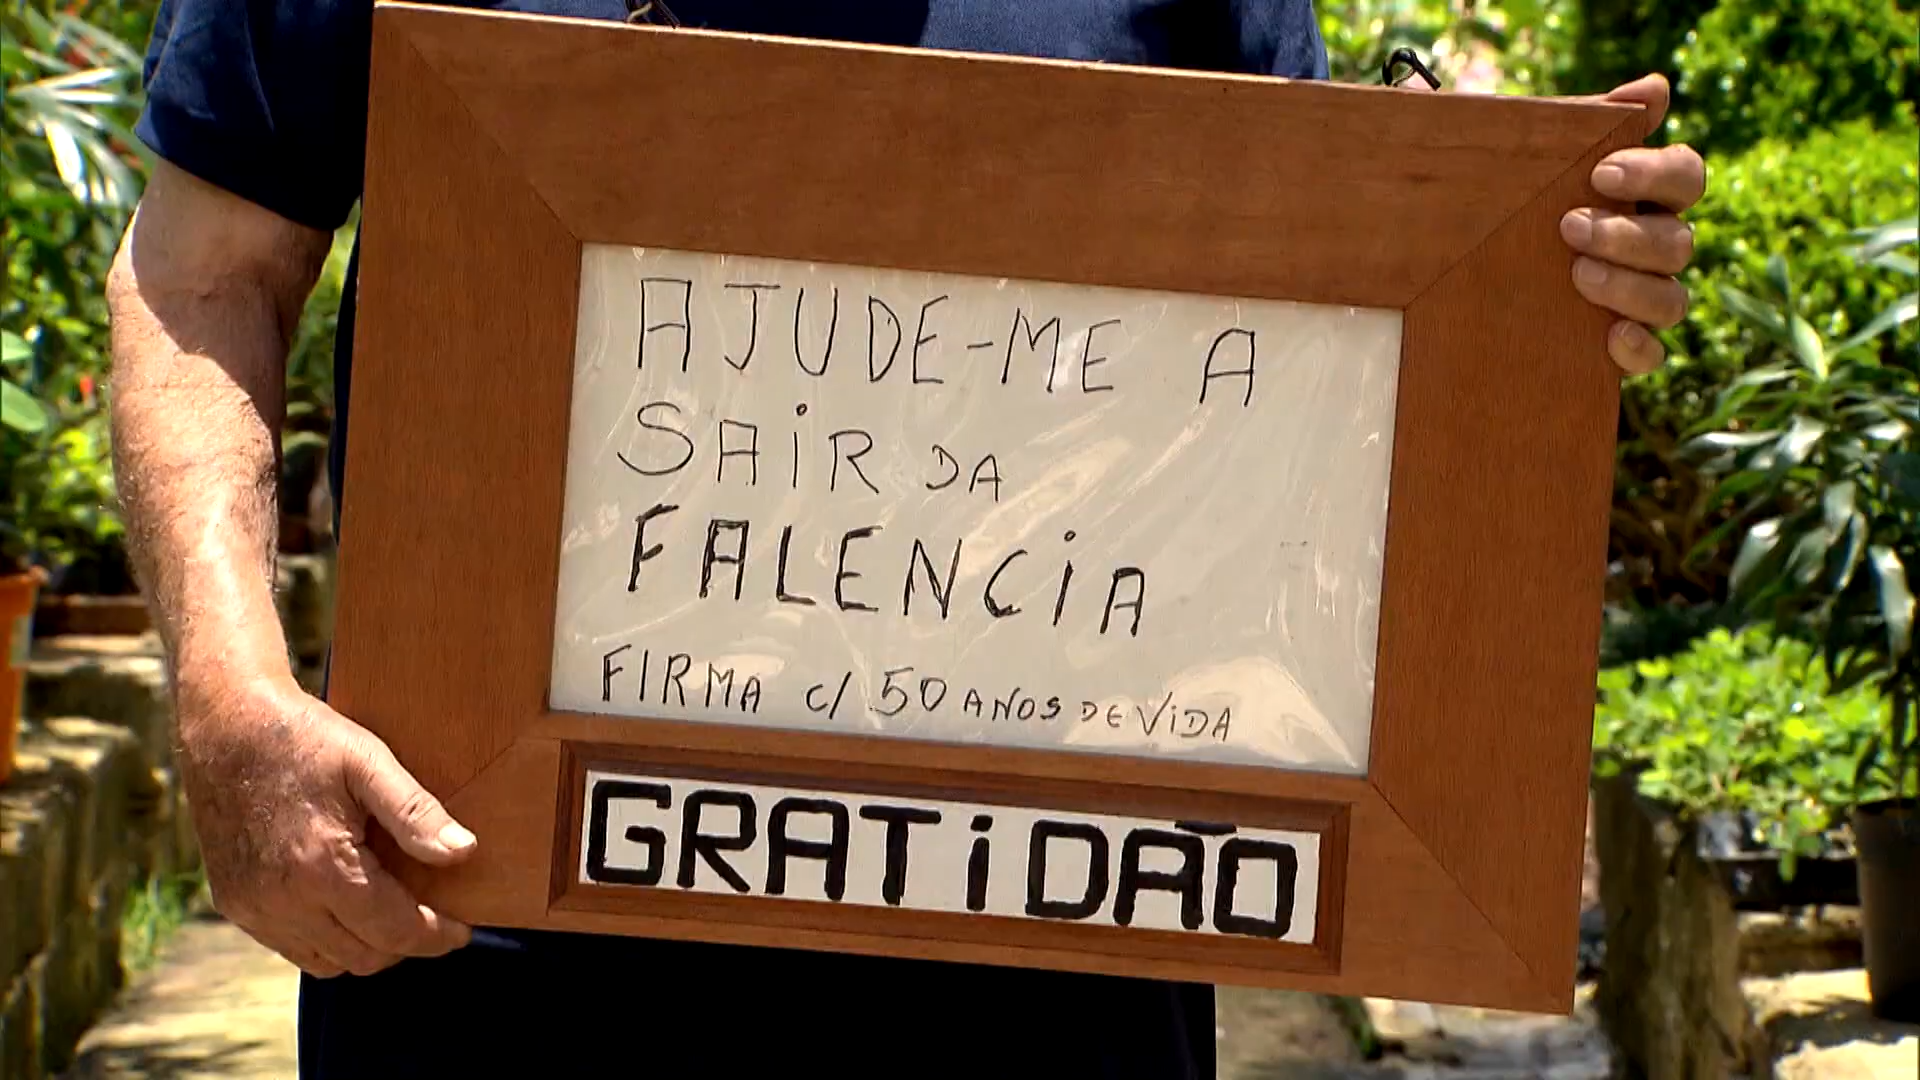 AJUDE-ME A
SAiR DA
FALENCiA
FIRMA C/ 50 ANOS DE ViDA
GRATiDÃO